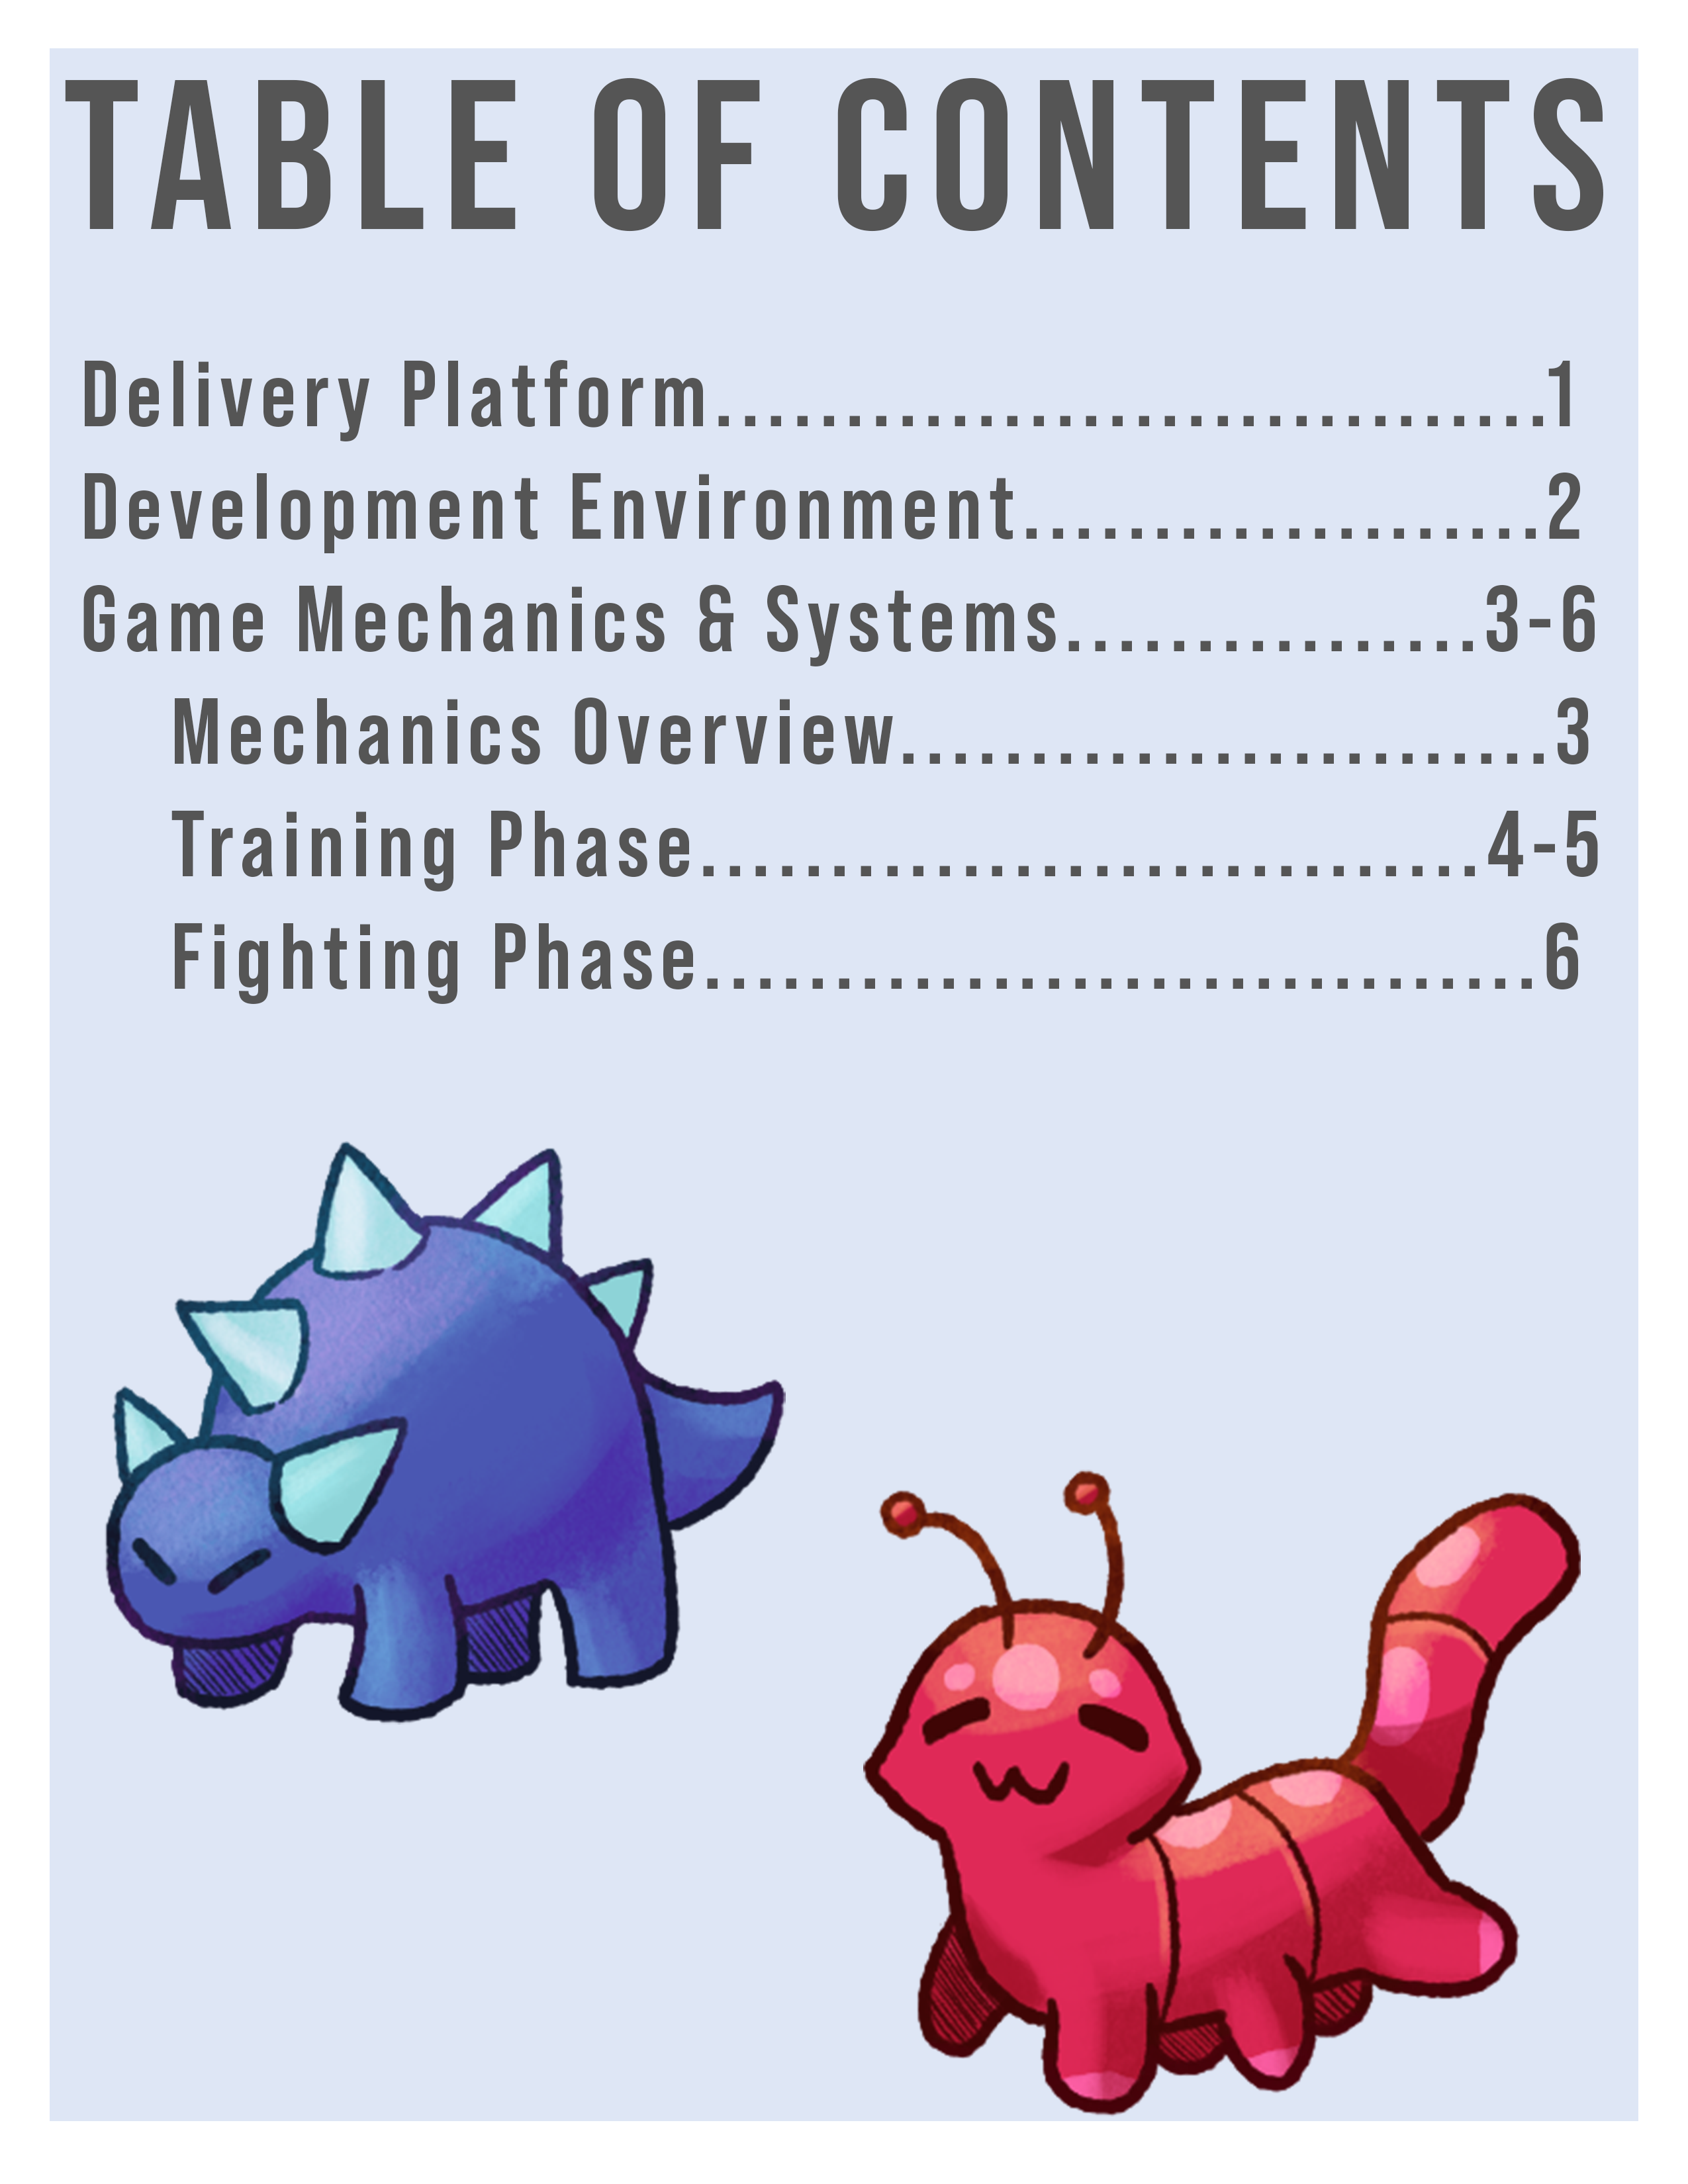 TABLE OF CONTENTS
Delivery Platform................................1
Development Environment....................2
Game Mechanics & Systems................3-6
Mechanics Overview.........................3
Training Phase..............................4-5
Fighting Phase................................6